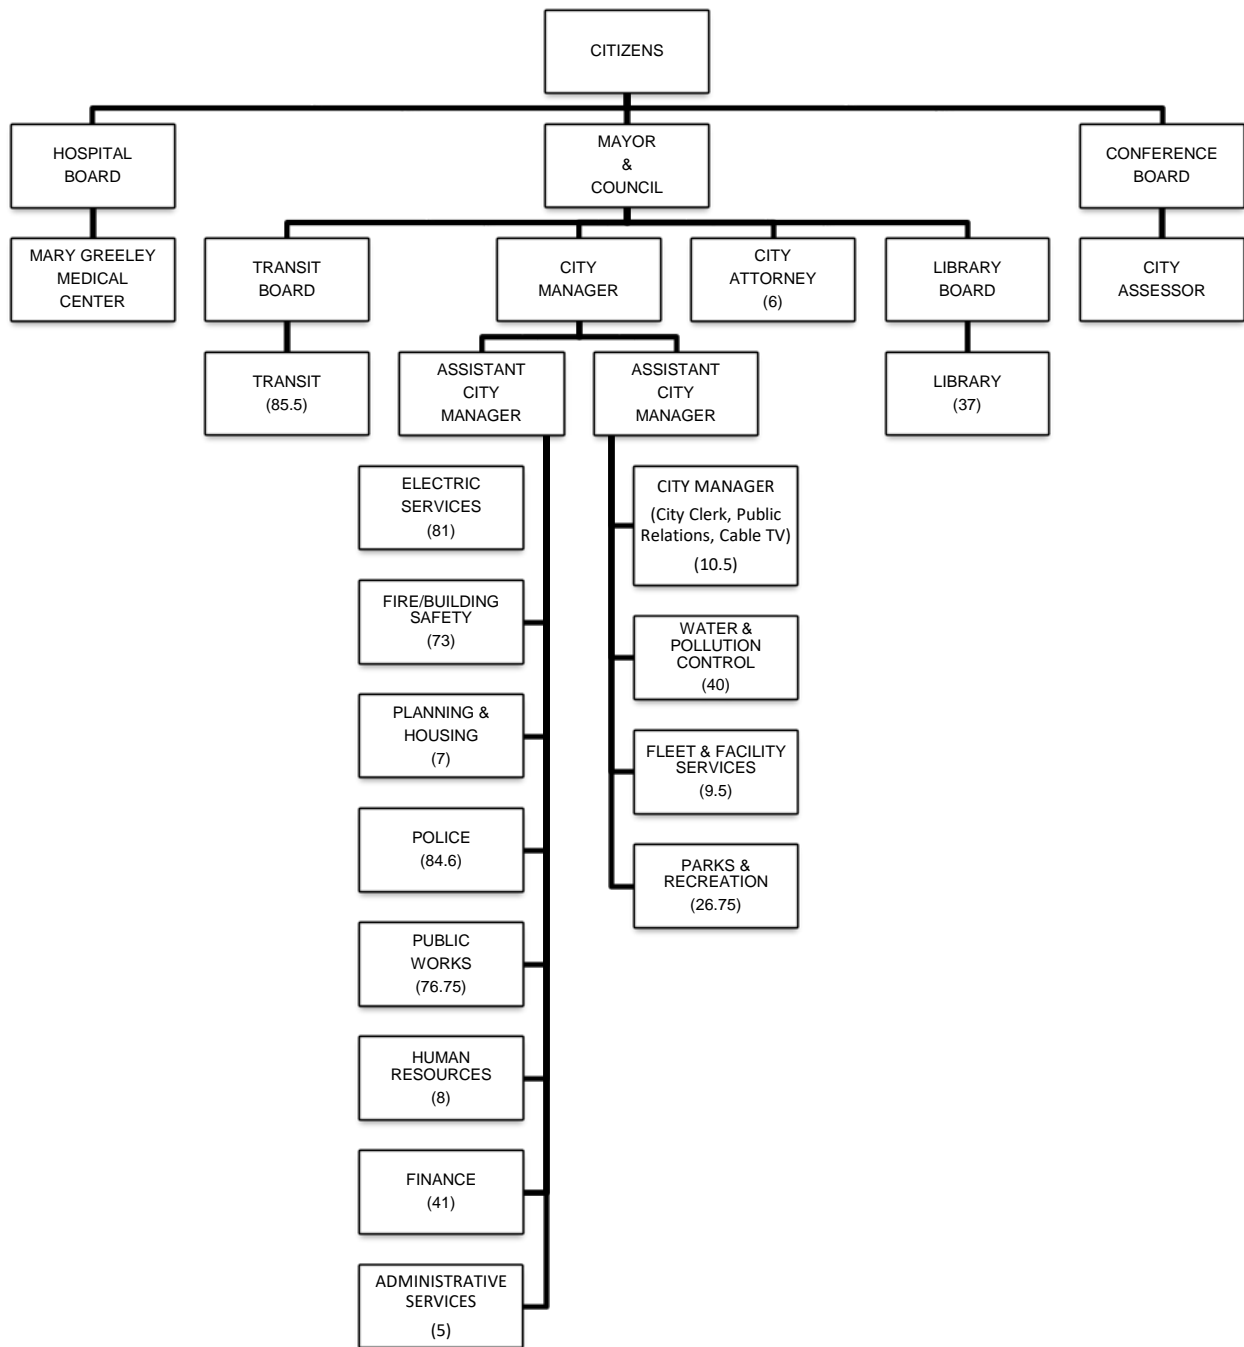 CITIZENS
HOSPITAL
BOARD
MAYOR
&
COUNCIL
CONFERENCE
BOARD
MARY GREELEY
MEDICAL
CENTER
TRANSIT
BOARD
CITY
MANAGER
CITY
ATTORNEY
(6)
LIBRARY
BOARD
CITY
ASSESSOR
TRANSIT
(85.5)
ASSISTANT
CITY
MANAGER
ASSISTANT
CITY
MANAGER
LIBRARY
(37)
ELECTRIC
SERVICES
(81)
FIRE/BUILDING
SAFETY
(73)
PLANNING &
HOUSING
(7)
POLICE
(84.6)
PUBLIC
WORKS
(76.75)
HUMAN
RESOURCES
(8)
FINANCE
(41)
ADMINISTRATIVE
SERVICES
(5)
CITY MANAGER
(City Clerk, Public
Relations, Cable TV)
(10.5)
WATER &
POLLUTION
CONTROL
(40)
FLEET & FACILITY
SERVICES
(9.5)
PARKS &
RECREATION
(26.75)